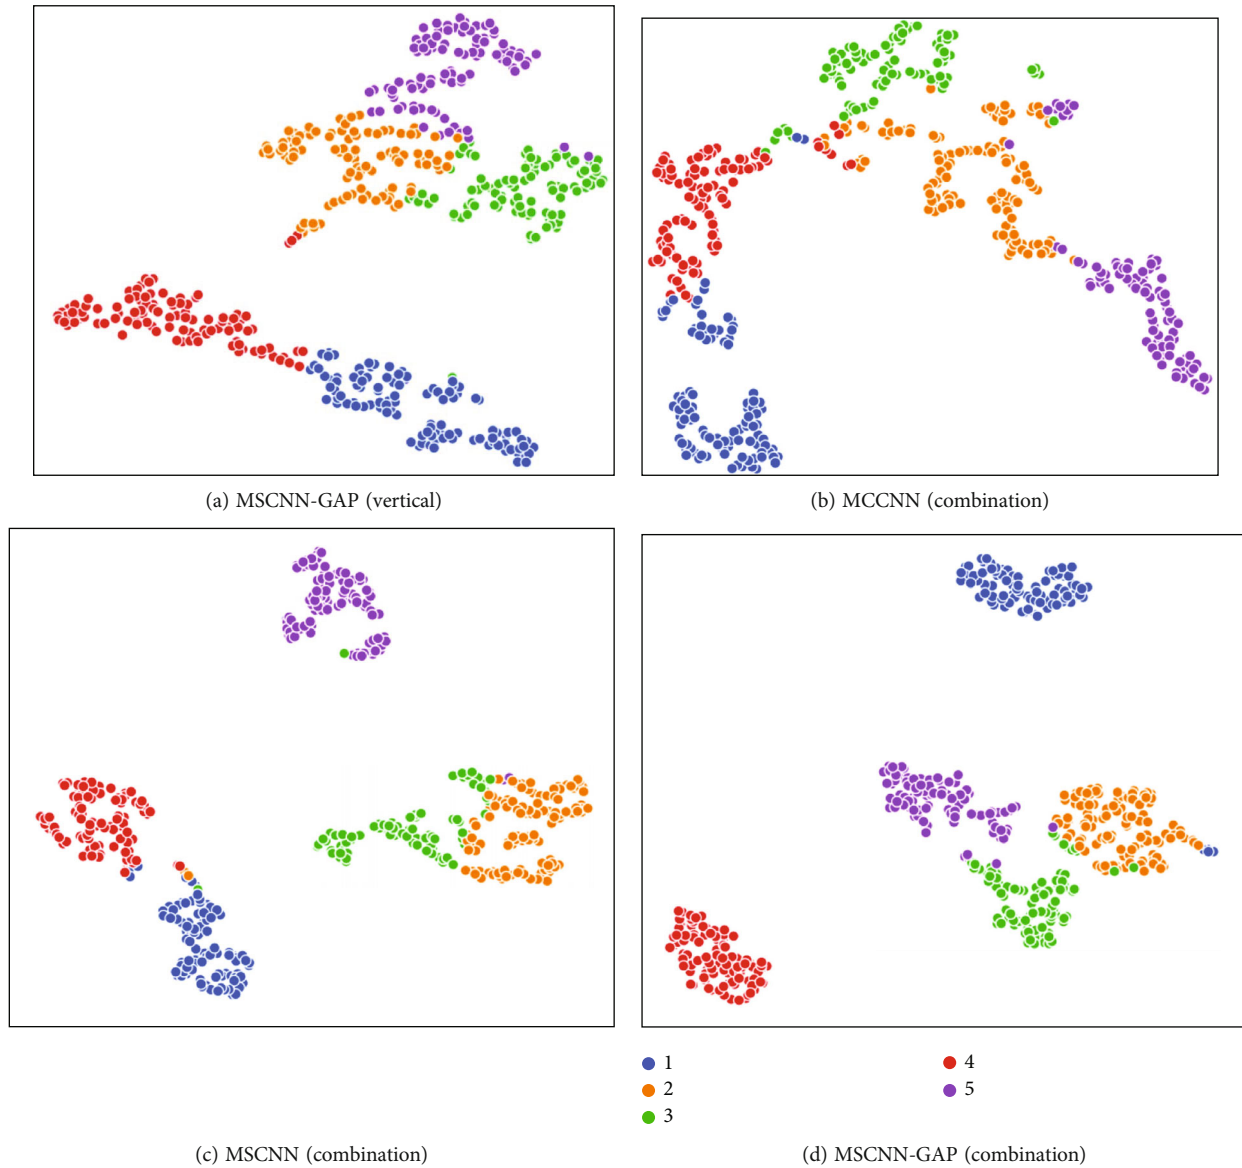 (a) MSCNN-GAP (vertical)
(b) MCCNN (combination)
1
2
3
4
5
(c) MSCNN (combination)
(d) MSCNN-GAP (combination)